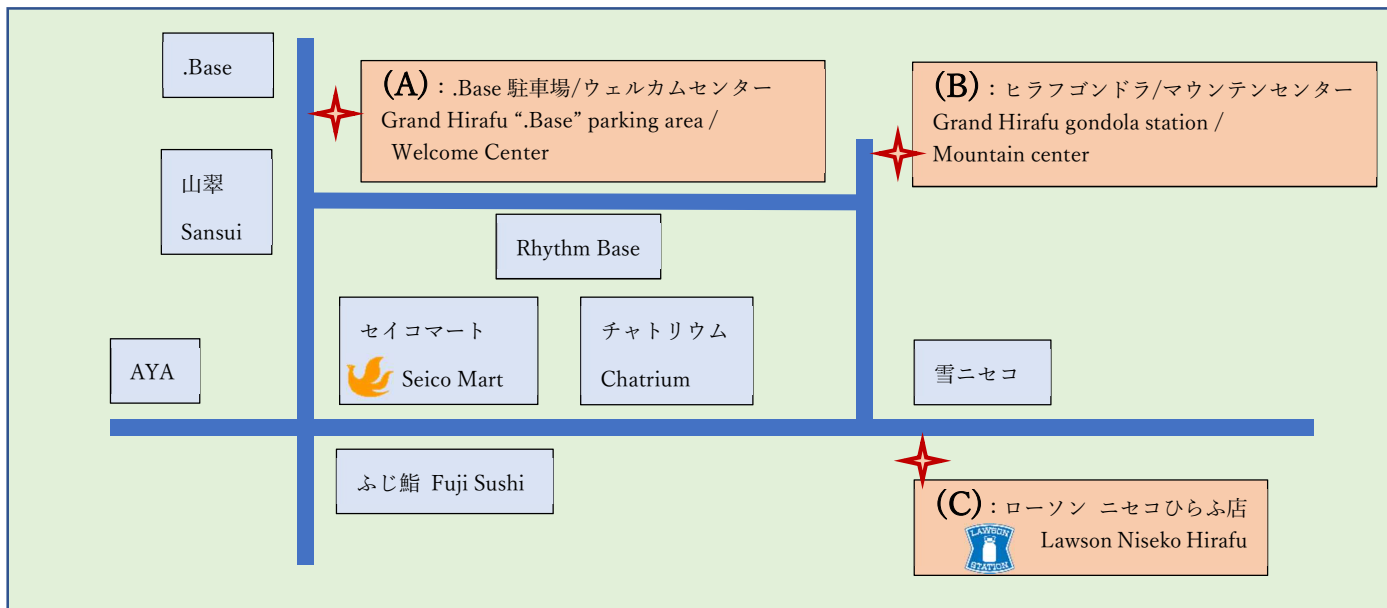 .Base
(A)：.Base 駐車場/ウェルカムセンター
Grand Hirafu “.Base” parking area /
Welcome Center
(B)：ヒラフゴンドラ/マウンテンセンター
Grand Hirafu gondola station /
Mountain center
山翠
Sansui
Rhythm Base
セイコマート
Seico Mart
チャトリウム
Chatrium
AYA
雪ニセコ
ふじ鮨 Fuji Sushi
(C)：ローソン ニセコひらふ店
Lawson Niseko Hirafu
LAWSON
STATION